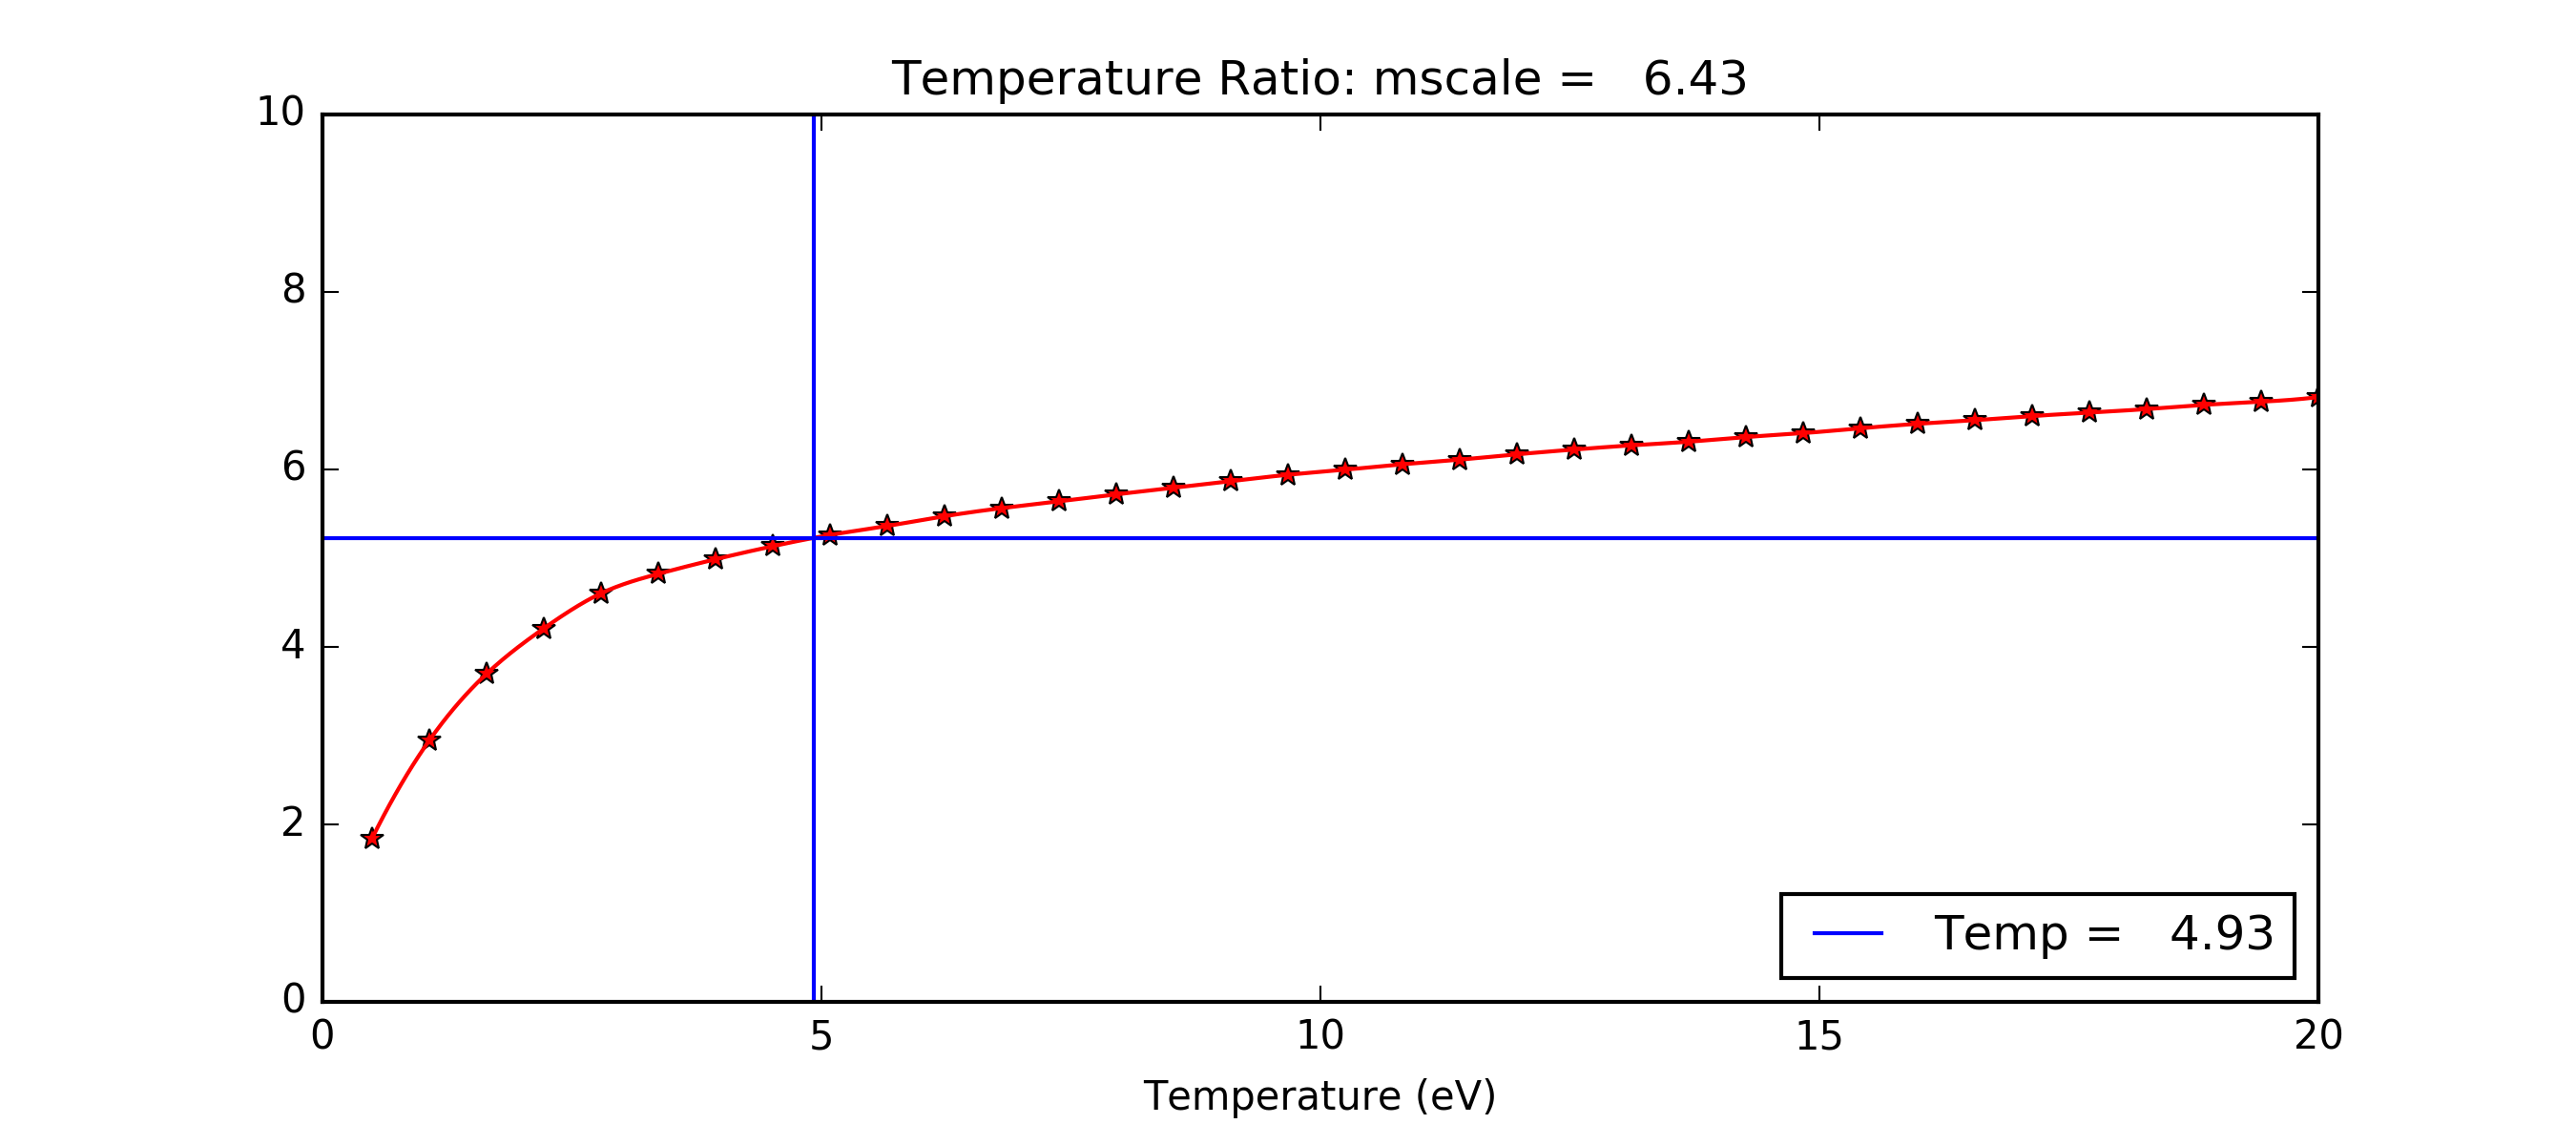 Temperature Ratio: mscale = 6.43
10
8
6
4
2
0
0 5 10 15 20
Temperature (eV)
Temp = 4.93